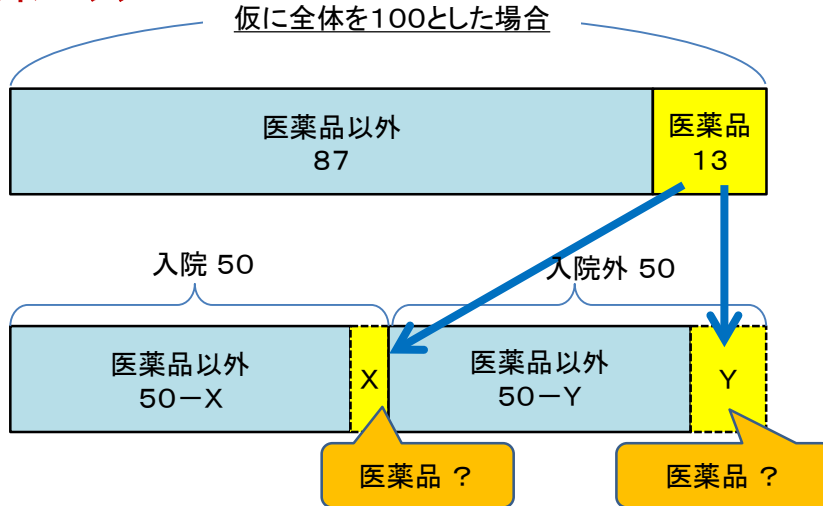 仮に全体を100とした場合
医薬品以外
87
医薬品
13
入院 50
入院外 50
医薬品以外
50-X
X
医薬品以外
50-Y
Y
医薬品 ?
医薬品 ?